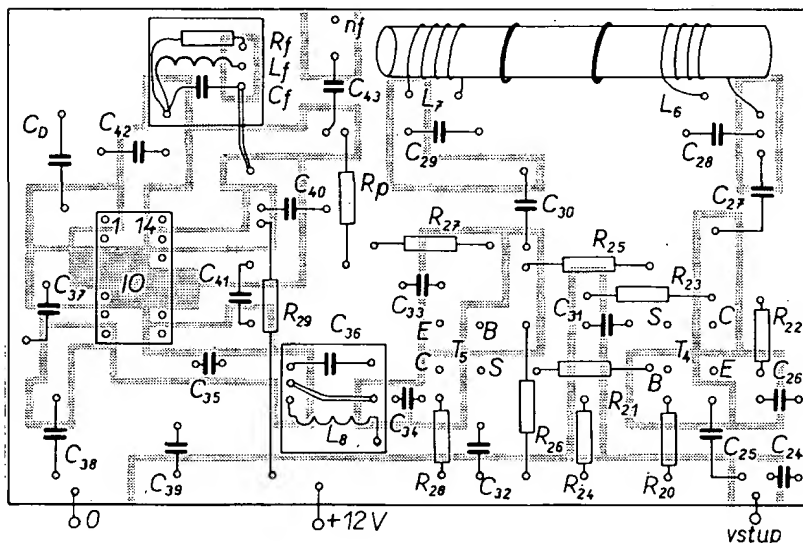 Rf
nf
Lf
Cf
C43
L7
L6
CD
C42
C29
C28
C40
Rp
C27
C30
1 14
R27
R25
IO
C41
R23
C37
C33
C31
S
C
R22
R29
C36
E
B
T5
T4
C
S
B
E
C35
C34
R21
C26
L8
C38
R26
C25
C39
R28
C32
R24
R20
C24
0
+12V
vstup